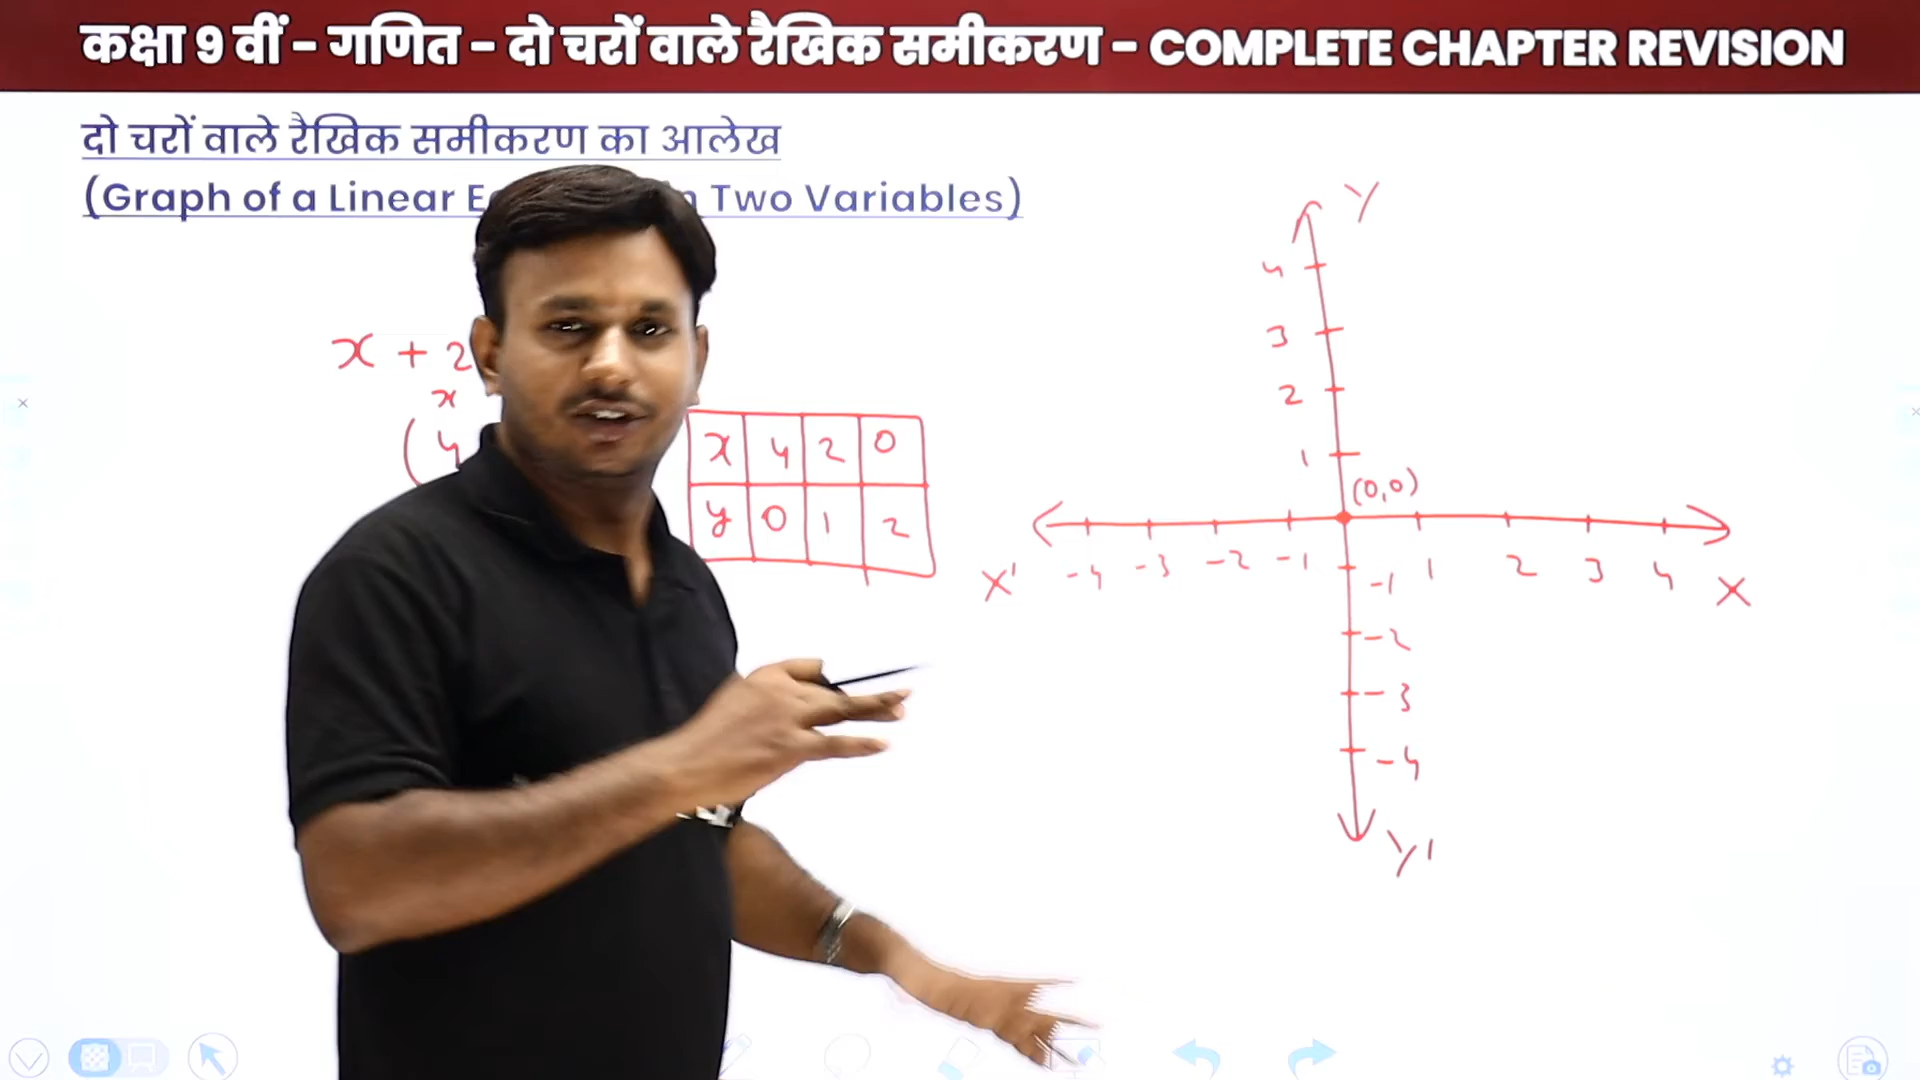 कक्षा 9 वीं - गणित - दो चरों वाले रैखिक समीकरण - COMPLETE CHAPTER REVISION
दो चरों वाले रैखिक समीकरण का आलेख
(Graph of a Linear Two Variables)
x + 2
x
(4
x 4 2 0
y 0 1 2
Y
4
3
2
1
(0,0)
X' -4 -3 -2 -1 1 2 3 4 X
-1
-2
-3
-4
Y'